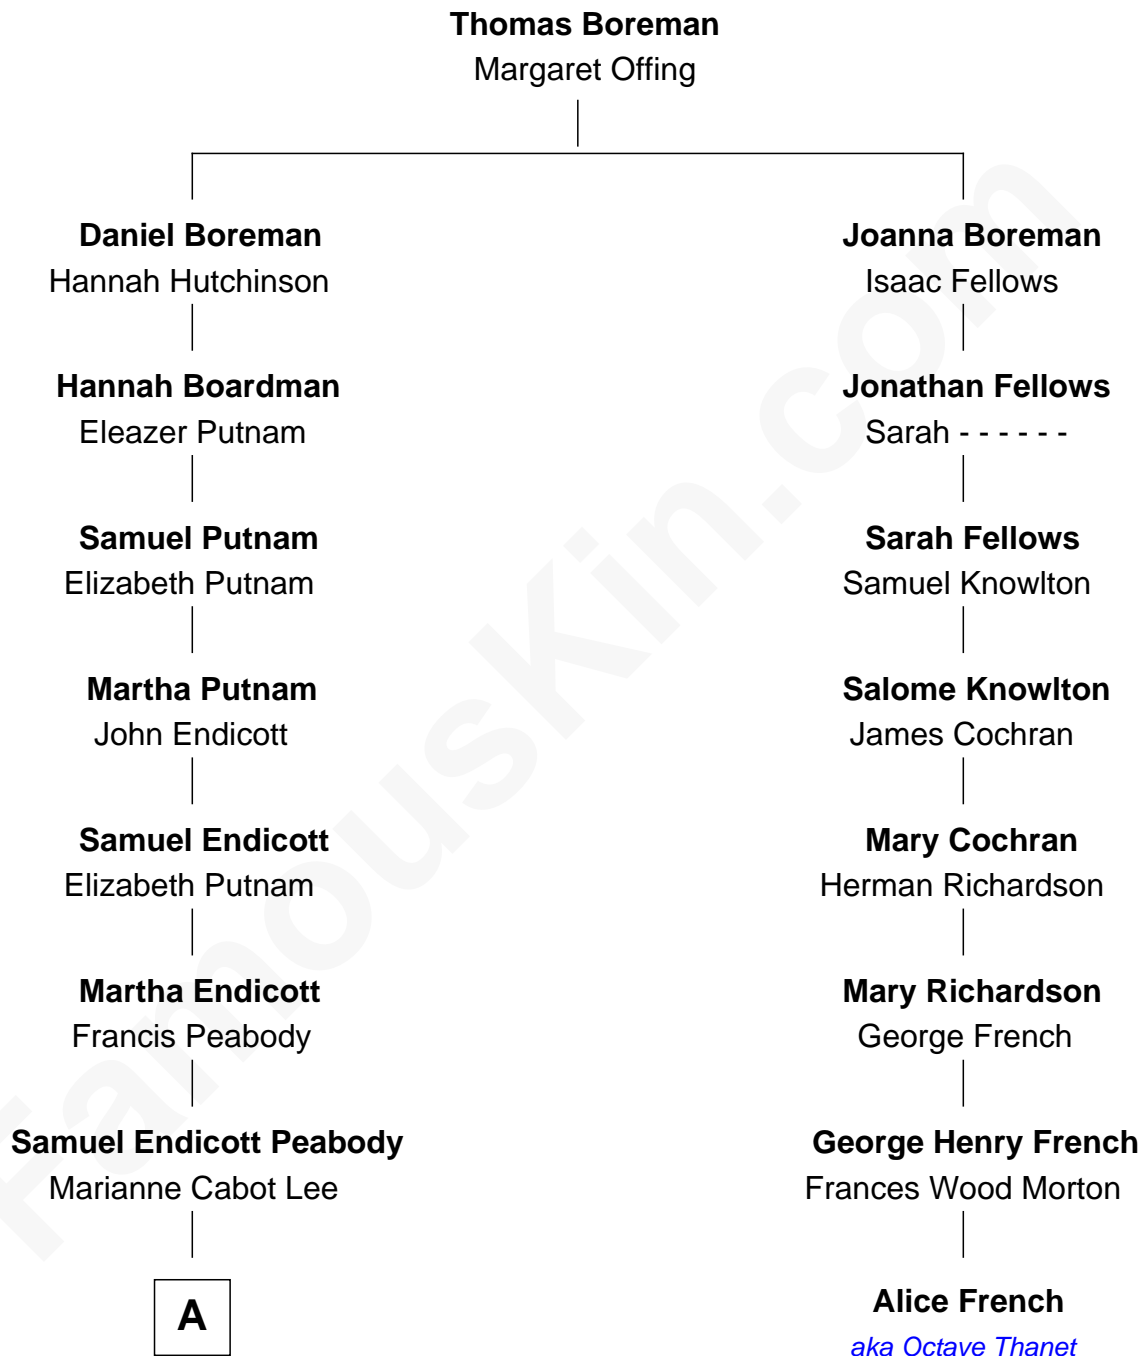 Thomas Boreman
Margaret Offing
Daniel Boreman
Hannah Hutchinson
Joanna Boreman
Isaac Fellows
Hannah Boardman
Eleazer Putnam
Jonathan Fellows
Sarah - - - - - -
Samuel Putnam
Elizabeth Putnam
Sarah Fellows
Samuel Knowlton
Martha Putnam
John Endicott
Salome Knowlton
James Cochran
Samuel Endicott
Elizabeth Putnam
Mary Cochran
Herman Richardson
Martha Endicott
Francis Peabody
Mary Richardson
George French
Samuel Endicott Peabody
Marianne Cabot Lee
George Henry French
Frances Wood Morton
A
Alice French
aka Octave Thanet
FamousKin.com